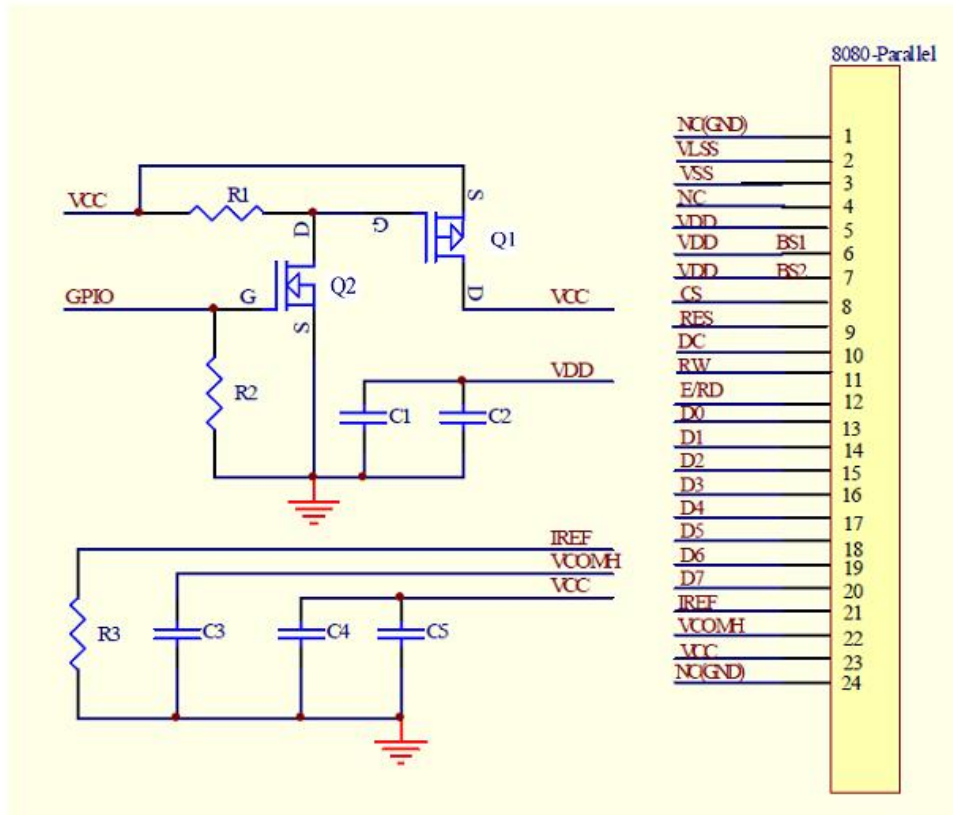 8080-Parallel
NC(GND) 1
VLSS 2
VSS 3
NC 4
VDD 5
VDD BS1 6
VDD BS2 7
CS 8
RES 9
DC 10
RW 11
E/RD 12
D0 13
D1 14
D2 15
D3 16
D4 17
D5 18
D6 19
D7 20
IREF 21
VCOMH 22
VCC 23
NC(GND) 24
VCC
R1
S
D
G
Q1
Q2
GPIO
G
S
D
VCC
R2
VDD
C1
C2
IREF
VCOMH
VCC
R3
C3
C4
C5